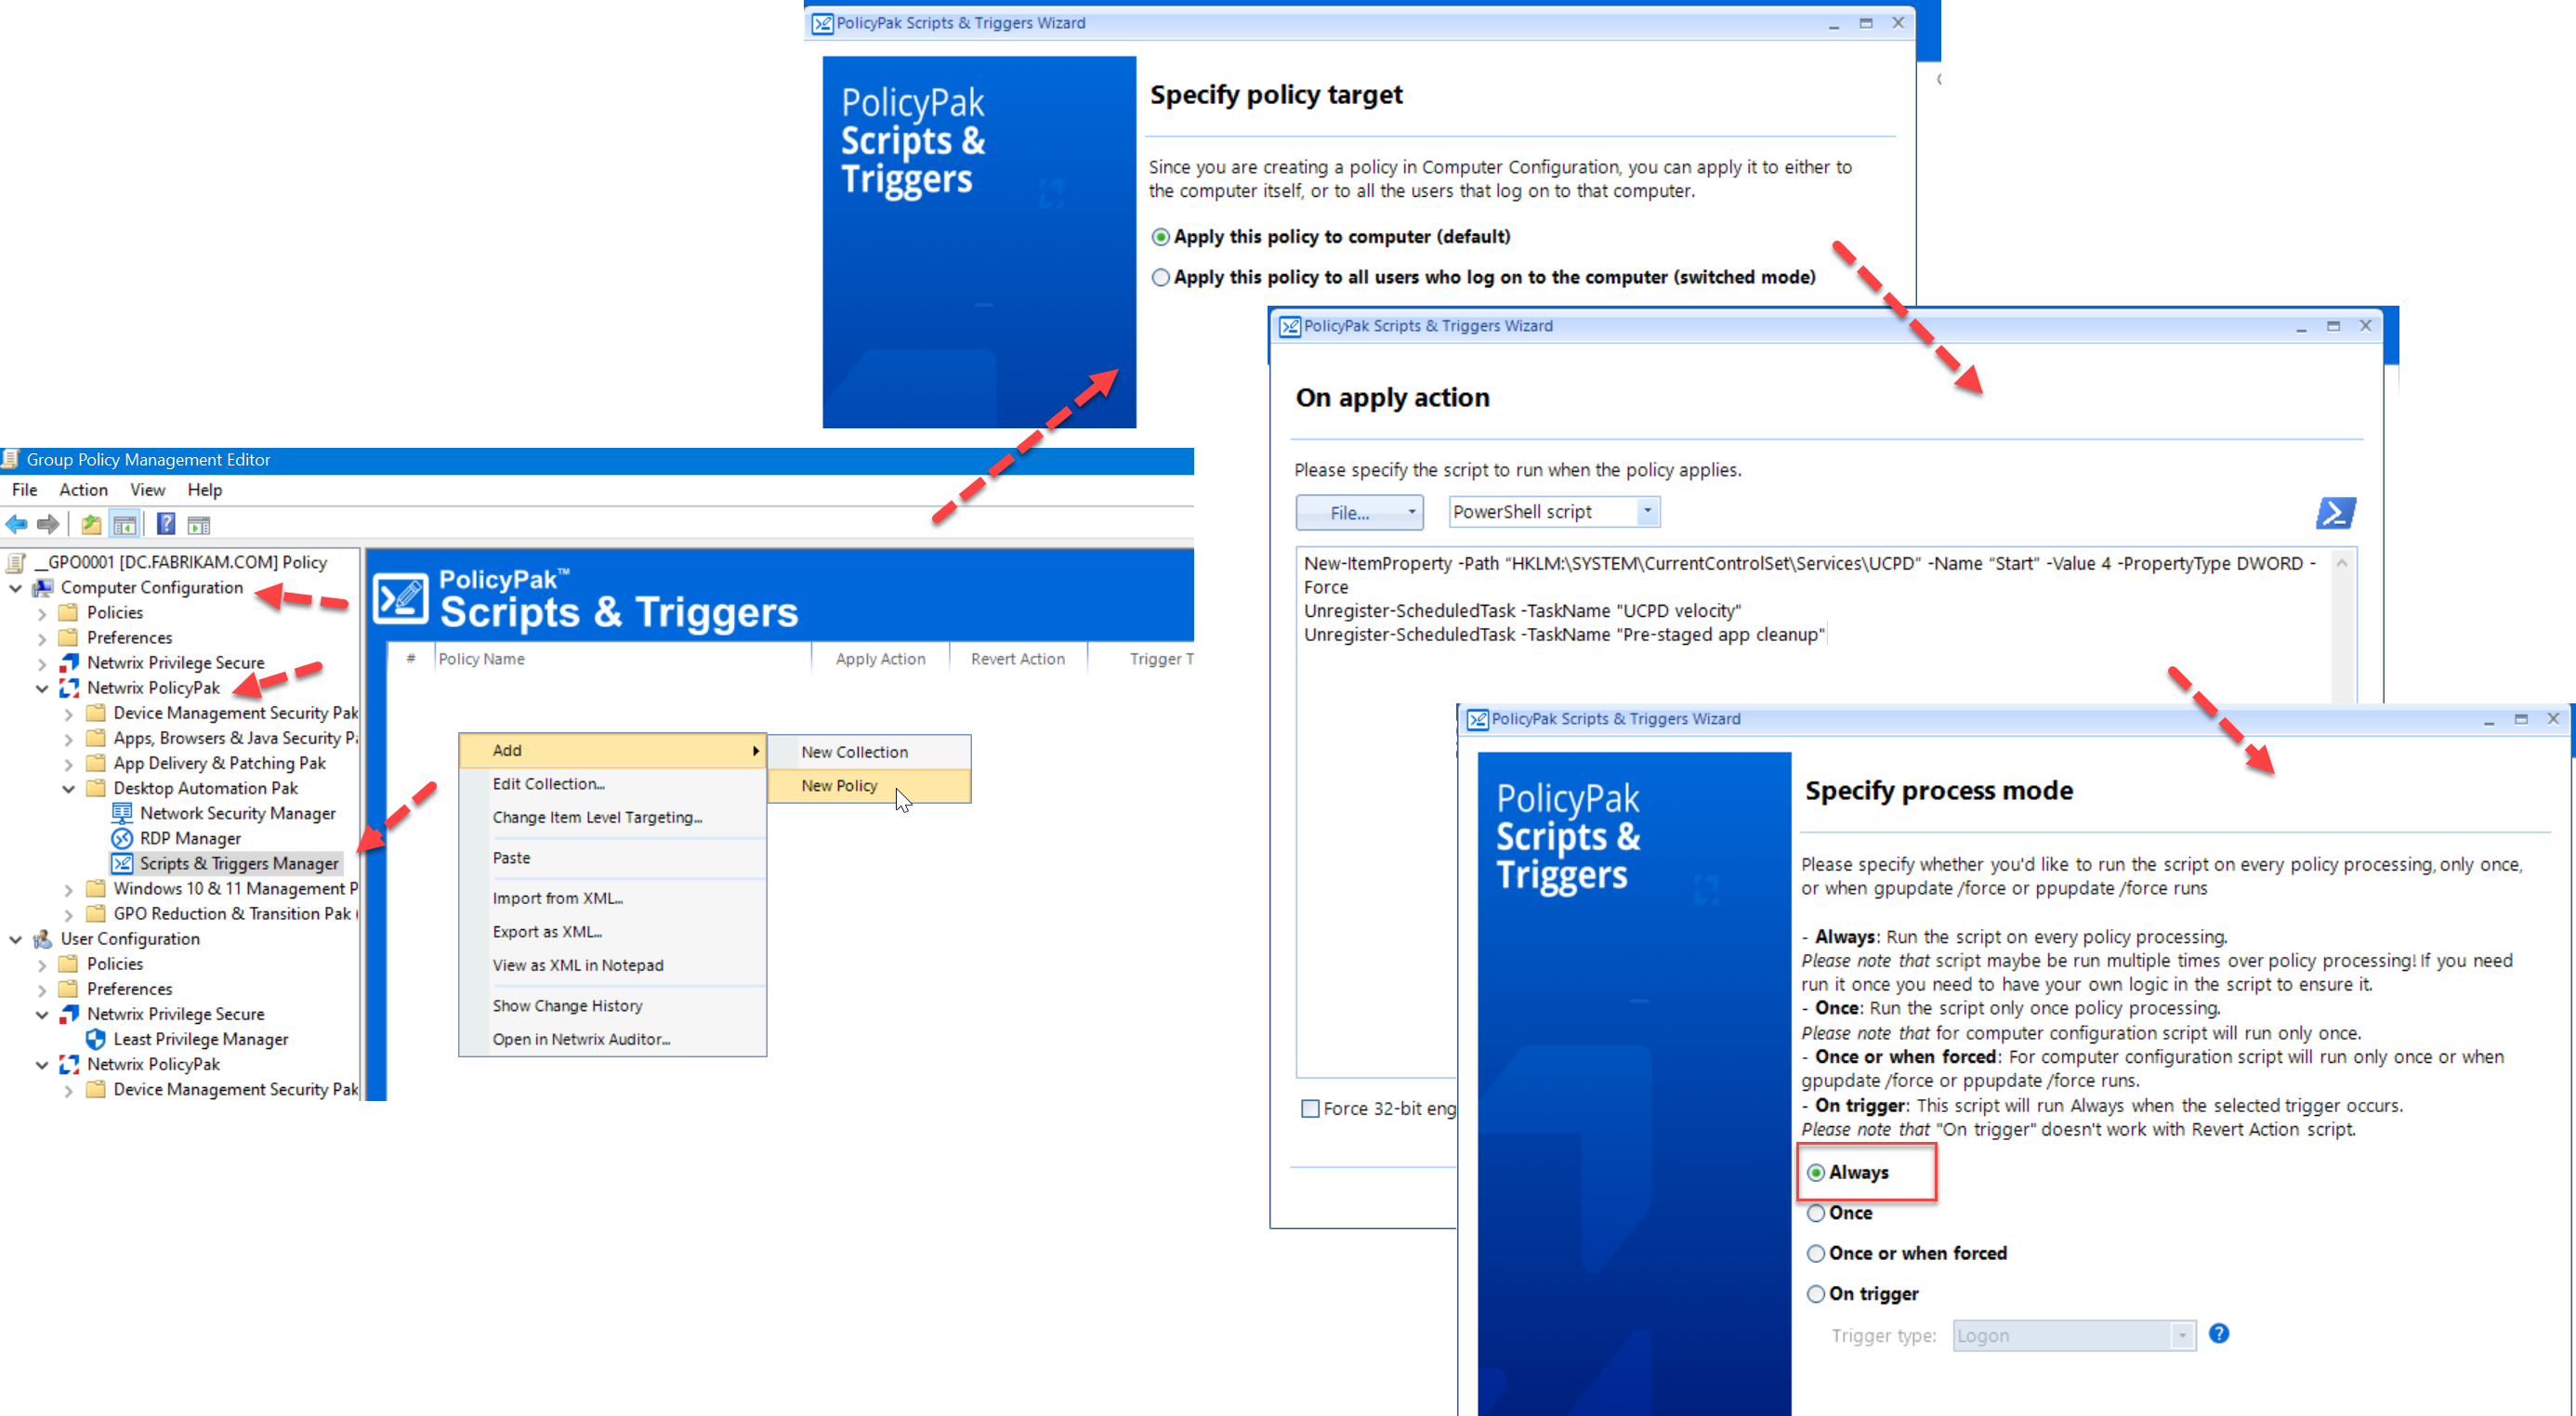 PolicyPak Scripts & Triggers Wizard
PolicyPak
Scripts &
Triggers
Specify policy target
Since you are creating a policy in Computer Configuration, you can apply it to either to
the computer itself, or to all the users that log on to that computer.
Apply this policy to computer (default)
Apply this policy to all users who log on to the computer (switched mode)
PolicyPak Scripts & Triggers Wizard
On apply action
Please specify the script to run when the policy applies.
File...
PowerShell script
New-ItemProperty -Path “HKLM:\SYSTEM\CurrentControlSet\Services\UCPD” -Name “Start” -Value 4 -PropertyType DWORD -
Force
Unregister-ScheduledTask -TaskName "UCPD velocity"
Unregister-ScheduledTask -TaskName "Pre-staged app cleanup"
Force 32-bit eng
Group Policy Management Editor
File Action View Help
__GPO0001 [DC.FABRIKAM.COM] Policy
Computer Configuration
Policies
Preferences
Netwrix Privilege Secure
Netwrix PolicyPak
Device Management Security Pak
Apps, Browsers & Java Security P
App Delivery & Patching Pak
Desktop Automation Pak
Network Security Manager
RDP Manager
Scripts & Triggers Manager
Windows 10 & 11 Management P
GPO Reduction & Transition Pak (
User Configuration
Policies
Preferences
Netwrix Privilege Secure
Least Privilege Manager
Netwrix PolicyPak
Device Management Security Pak
PolicyPak™
Scripts & Triggers
# Policy Name Apply Action Revert Action Trigger T
Add
Edit Collection...
Change Item Level Targeting...
Paste
Import from XML...
Export as XML...
View as XML in Notepad
Show Change History
Open in Netwrix Auditor...
New Collection
New Policy
PolicyPak Scripts & Triggers Wizard
PolicyPak
Scripts &
Triggers
Specify process mode
Please specify whether you'd like to run the script on every policy processing, only once,
or when gpupdate /force or ppupdate /force runs
- Always: Run the script on every policy processing.
Please note that script maybe be run multiple times over policy processing! If you need
run it once you need to have your own logic in the script to ensure it.
- Once: Run the script only once policy processing.
Please note that for computer configuration script will run only once.
- Once or when forced: For computer configuration script will run only once or when
gpupdate /force or ppupdate /force runs.
- On trigger: This script will run Always when the selected trigger occurs.
Please note that "On trigger" doesn't work with Revert Action script.
Always
Once
Once or when forced
On trigger
Trigger type: Logon